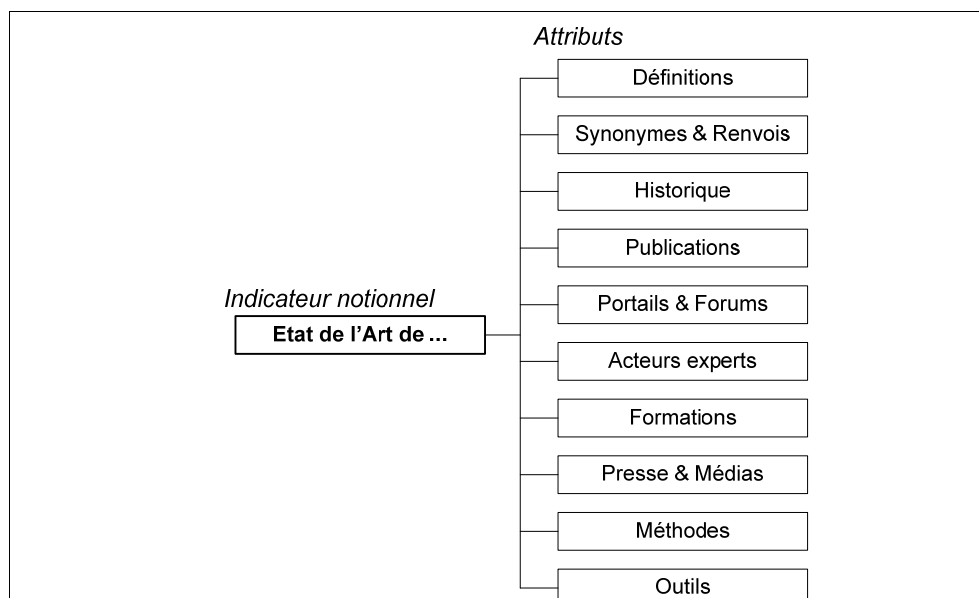 Attributs
Définitions
Synonymes & Renvois
Historique
Publications
Portails & Forums
Indicateur notionnel
Etat de l’Art de ...
Acteurs experts
Formations
Presse & Médias
Méthodes
Outils